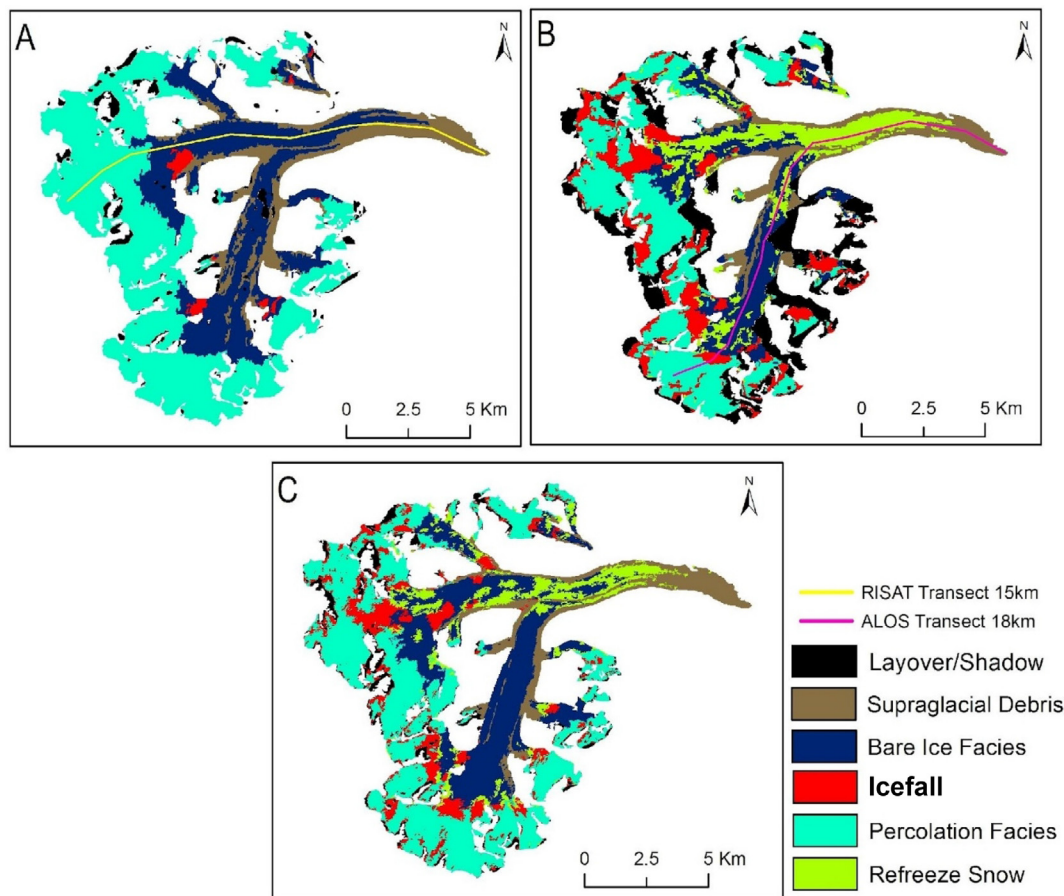 A
N
0 2.5 5 Km
B
N
0 2.5 5 Km
C
N
0 2.5 5 Km
RISAT Transect 15km
ALOS Transect 18km
Layover/Shadow
Supraglacial Debris
Bare Ice Facies
Icefall
Percolation Facies
Refreeze Snow